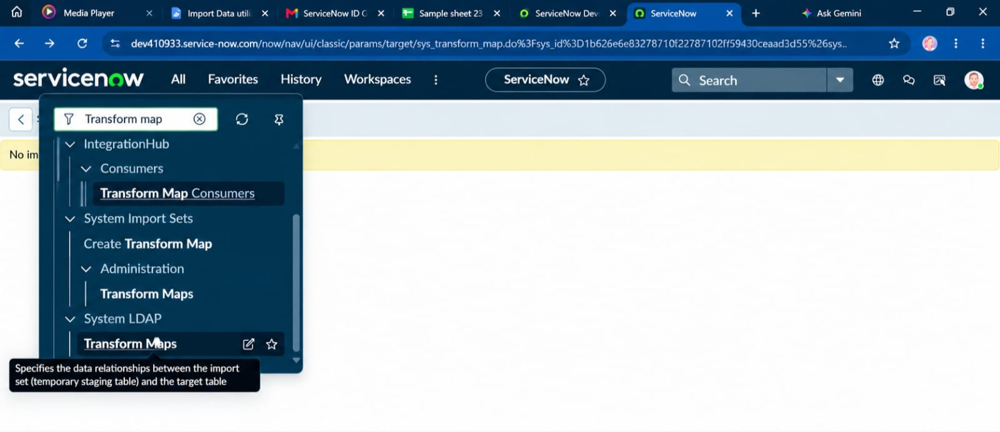 Media Player
Import Data utili
ServiceNow ID G
Sample sheet 23
ServiceNow Dev
ServiceNow
Ask Gemini
dev410933.service-now.com/now/nav/ui/classic/params/target/sys_transform_map.do%3Fsys_id%3D1b626e6e83278710f22787102ff59430ceaad3d55%26sys..
servicenow
All
Favorites
History
Workspaces
ServiceNow
Search
Transform map
No im
IntegrationHub
Consumers
Transform Map Consumers
System Import Sets
Create Transform Map
Administration
Transform Maps
System LDAP
Transform Maps
Specifies the data relationships between the import
set (temporary staging table) and the target table